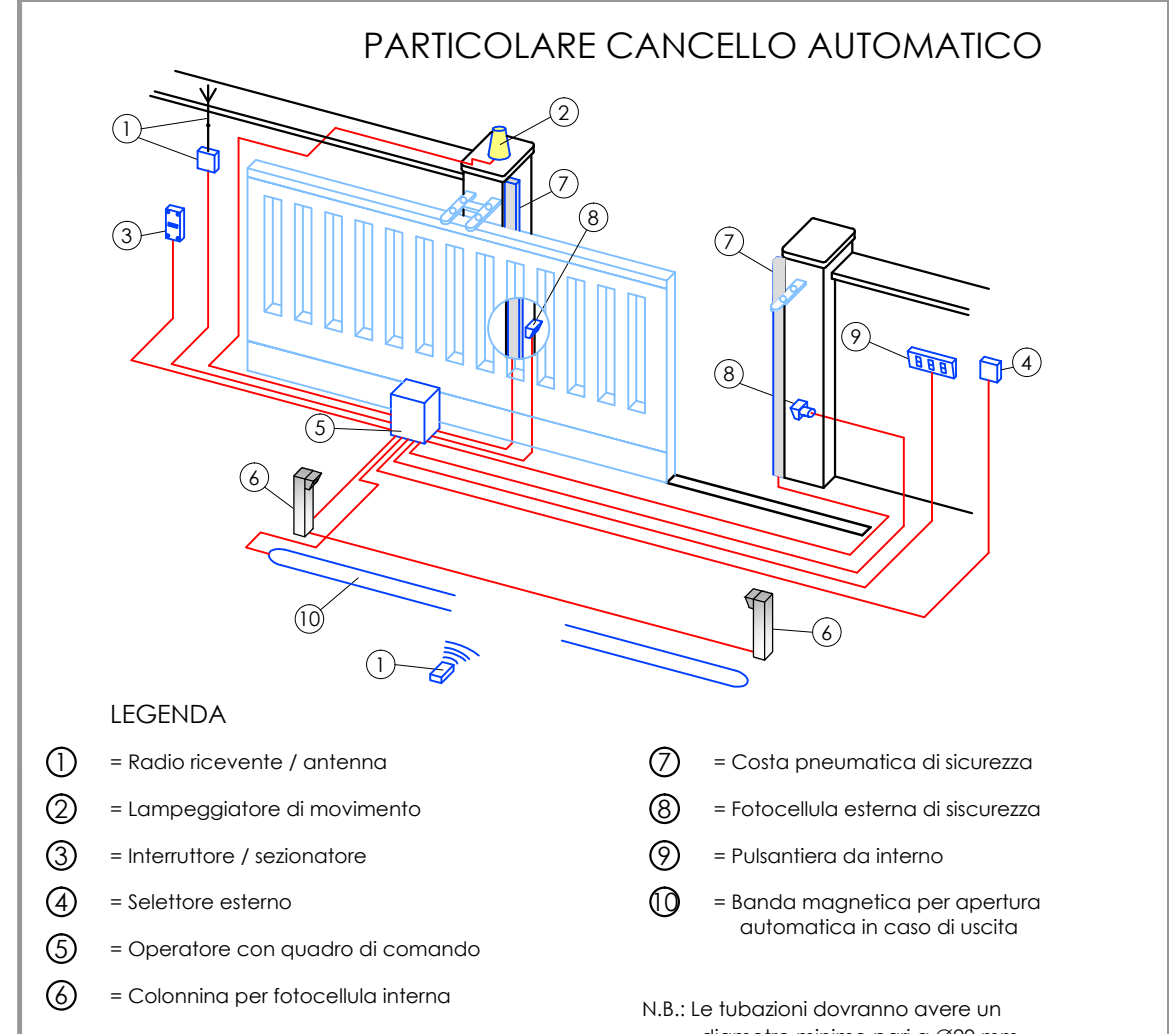 PARTICOLARE CANCELLO AUTOMATICO
1
2
7
8
3
7
9
4
8
5
6
10
6
1
LEGENDA
1 = Radio ricevente / antenna
2 = Lampeggiatore di movimento
3 = Interruttore / sezionatore
4 = Selettore esterno
5 = Operatore con quadro di comando
6 = Colonnina per fotocellula interna
7 = Costa pneumatica di sicurezza
8 = Fotocellula esterna di siscurezza
9 = Pulsantiera da interno
10 = Banda magnetica per apertura
automatica in caso di uscita
N.B.: Le tubazioni dovranno avere un
diametro minimo pari a